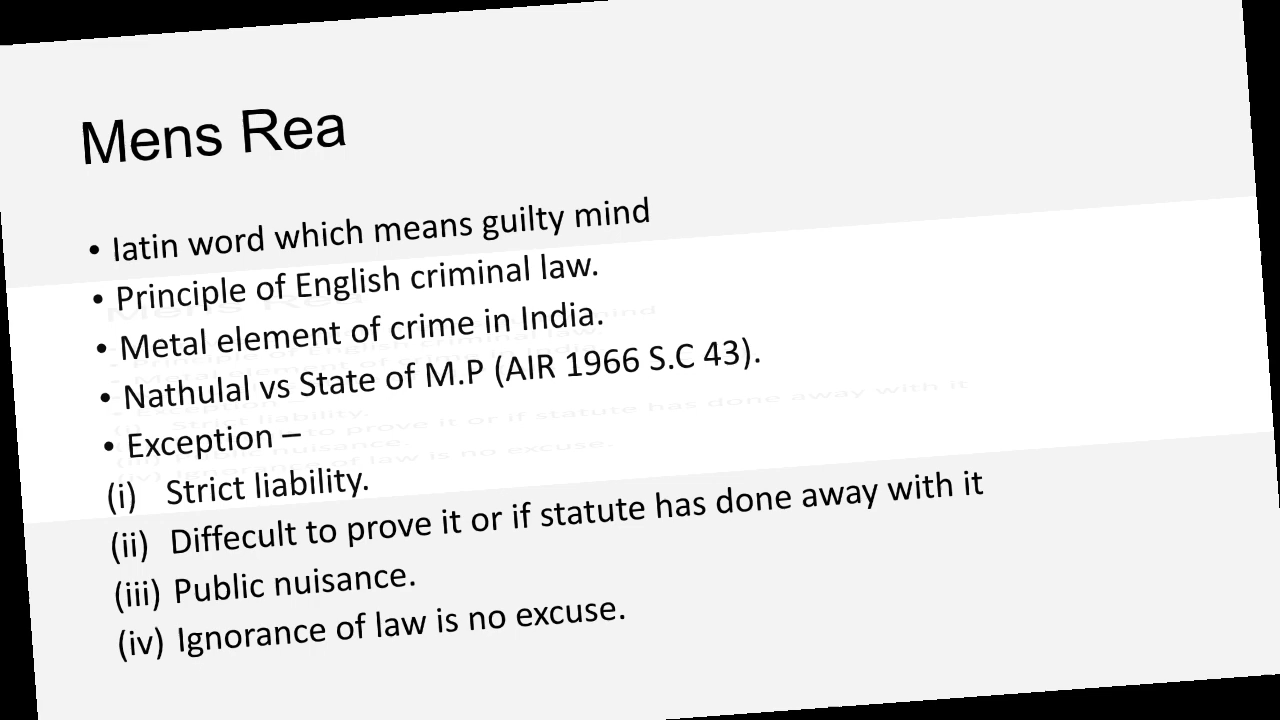 Mens Rea
• latin word which means guilty mind
• Principle of English criminal law.
• Metal element of crime in India.
• Nathulal vs State of M.P (AIR 1966 S.C 43).
• Exception –
(i) Strict liability.
(ii) Diffecult to prove it or if statute has done away with it
(iii) Public nuisance.
(iv) Ignorance of law is no excuse.